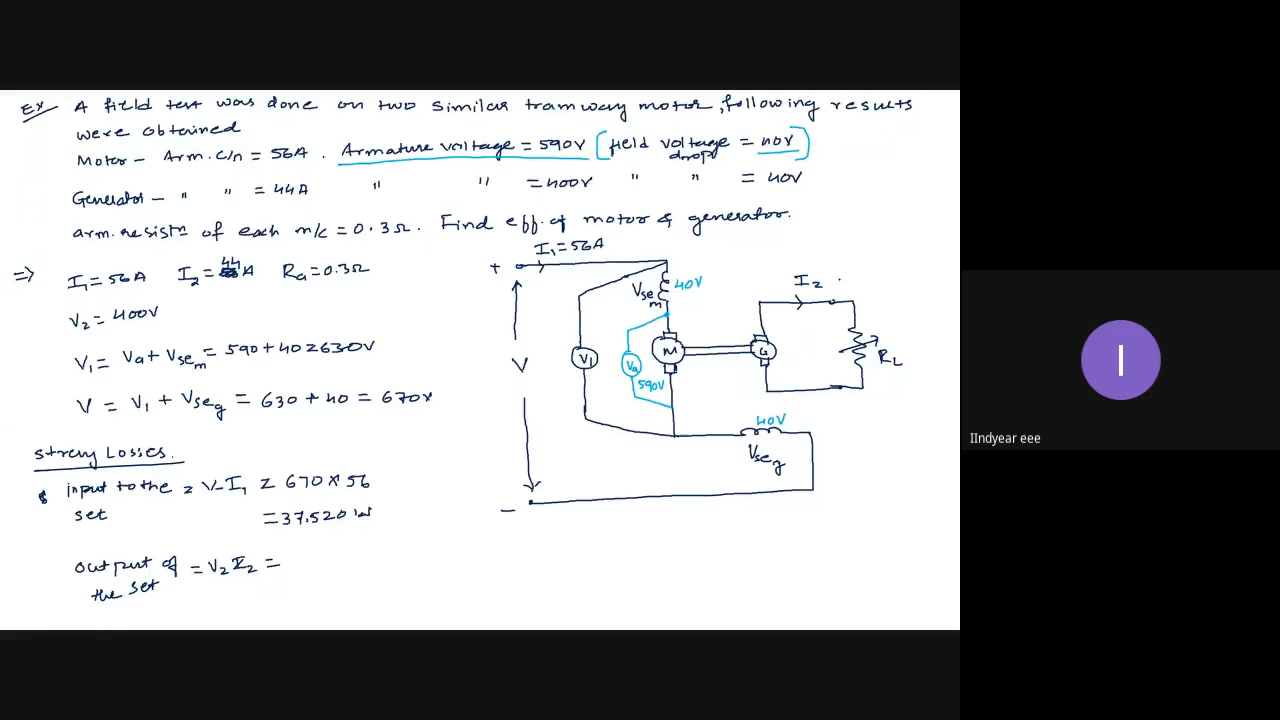 Ex A field test was done on two similar tramway motor, following results
were obtained
Motor - Arm. c/n = 56A. Armature voltage = 590V (field voltage drop = 40V)
Generator - " " = 44A " " = 400V " " = 40V
arm. resistn of each m/c = 0.3Ω. Find eff. of motor & generator.
⇒ I1 = 56A I2 = 44A Ra = 0.3Ω
V2 = 400V
V1 = Va + Vsem = 590 + 40 = 630V
V = V1 + Vseg = 630 + 40 = 670V
Stray Losses.
input to the set = V I1 = 670 × 56
= 37.520
output of the set = V2 I2 =
I1 = 56A
+
Vsem 40V
I2
V
V1
Va
M
G
RL
590V
40V
Vseg
-
I
IIndyear eee